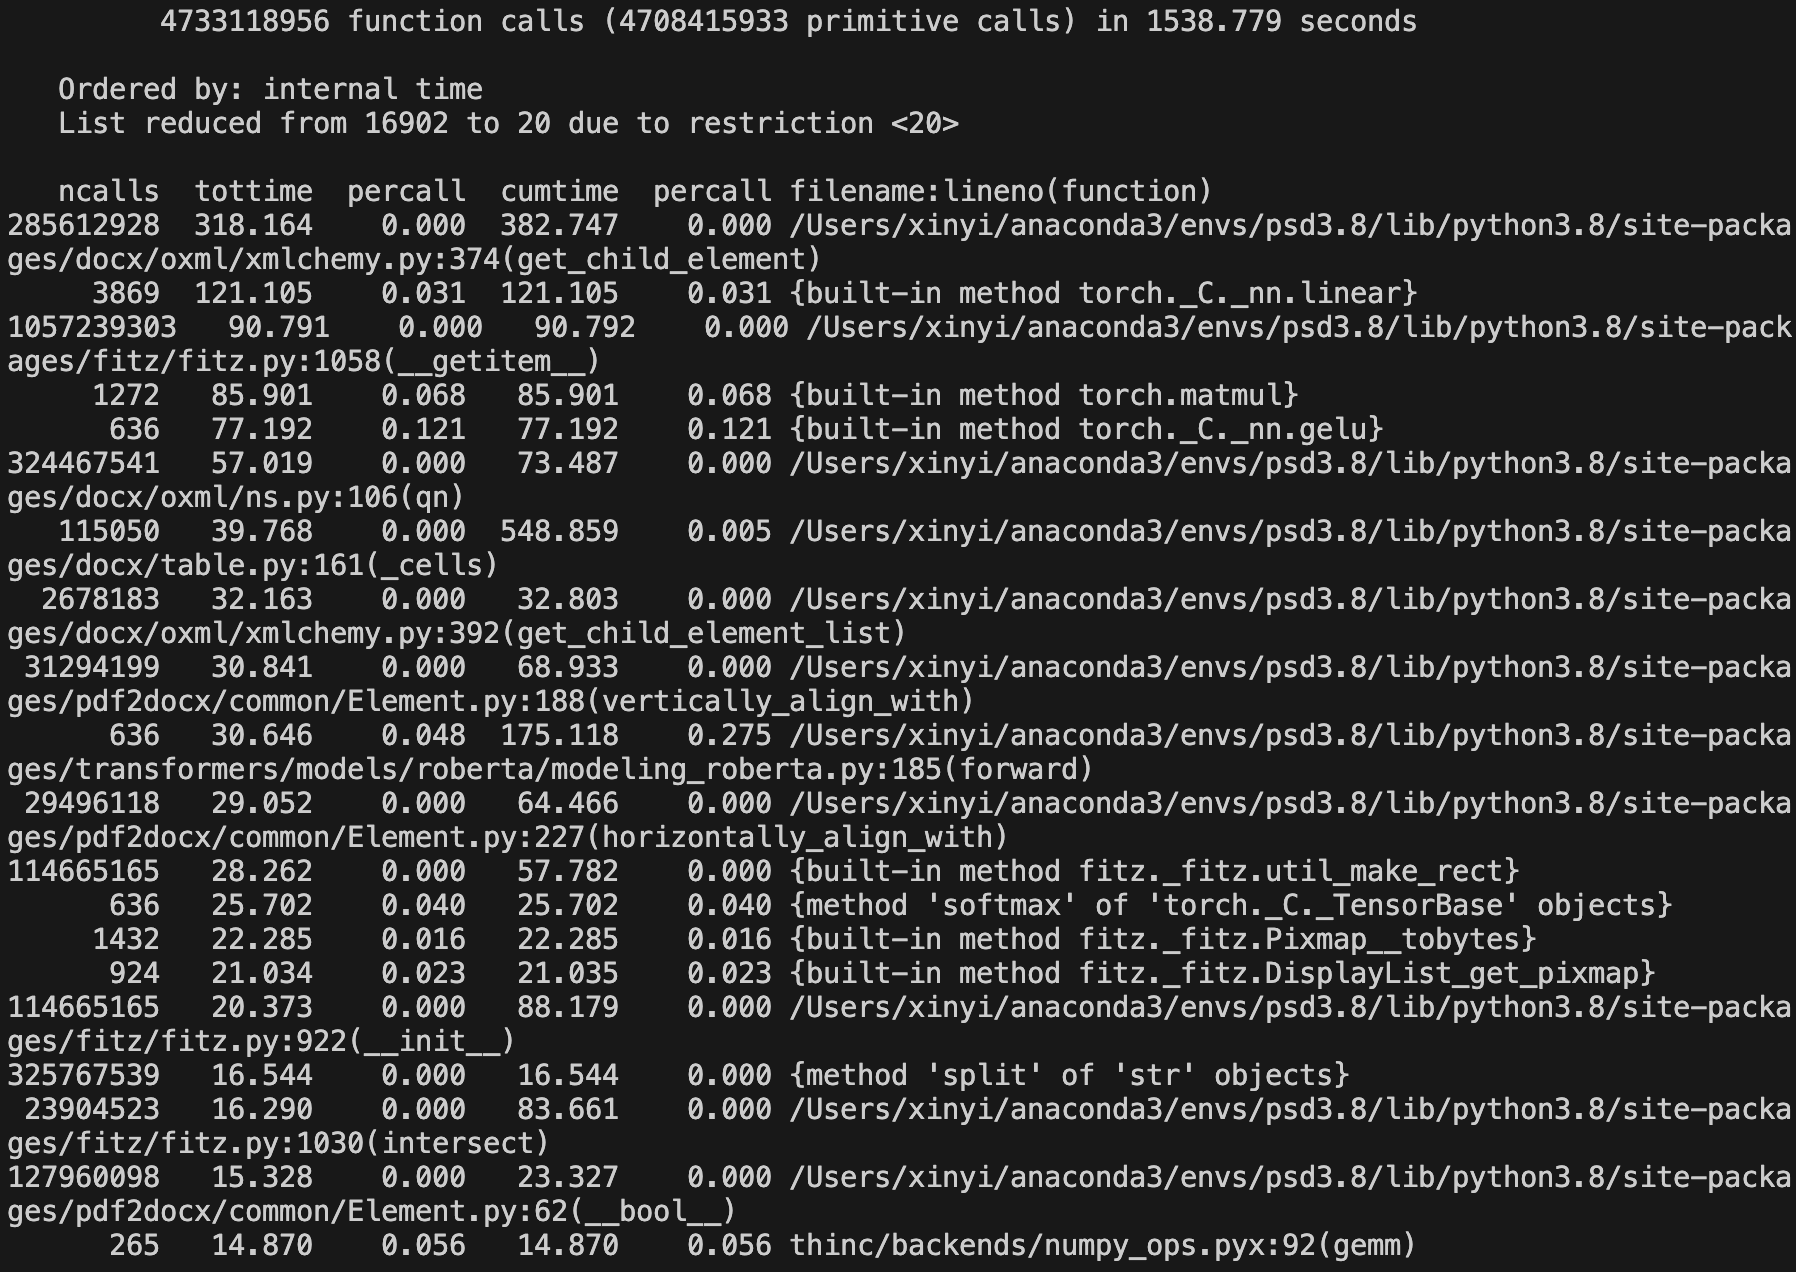 4733118956 function calls (4708415933 primitive calls) in 1538.779 seconds
Ordered by: internal time
List reduced from 16902 to 20 due to restriction <20>
ncalls  tottime  percall  cumtime  percall filename:lineno(function)
285612928  318.164    0.000  382.747    0.000 /Users/xinyi/anaconda3/envs/psd3.8/lib/python3.8/site-packa
ges/docx/oxml/xmlchemy.py:374(get_child_element)
3869  121.105    0.031  121.105    0.031 {built-in method torch._C._nn.linear}
1057239303   90.791    0.000   90.792    0.000 /Users/xinyi/anaconda3/envs/psd3.8/lib/python3.8/site-pack
ages/fitz/fitz.py:1058(__getitem__)
1272   85.901    0.068   85.901    0.068 {built-in method torch.matmul}
636   77.192    0.121   77.192    0.121 {built-in method torch._C._nn.gelu}
324467541   57.019    0.000   73.487    0.000 /Users/xinyi/anaconda3/envs/psd3.8/lib/python3.8/site-packa
ges/docx/oxml/ns.py:106(qn)
115050   39.768    0.000  548.859    0.005 /Users/xinyi/anaconda3/envs/psd3.8/lib/python3.8/site-packa
ges/docx/table.py:161(_cells)
2678183   32.163    0.000   32.803    0.000 /Users/xinyi/anaconda3/envs/psd3.8/lib/python3.8/site-packa
ges/docx/oxml/xmlchemy.py:392(get_child_element_list)
31294199   30.841    0.000   68.933    0.000 /Users/xinyi/anaconda3/envs/psd3.8/lib/python3.8/site-packa
ges/pdf2docx/common/Element.py:188(vertically_align_with)
636   30.646    0.048  175.118    0.275 /Users/xinyi/anaconda3/envs/psd3.8/lib/python3.8/site-packa
ges/transformers/models/roberta/modeling_roberta.py:185(forward)
29496118   29.052    0.000   64.466    0.000 /Users/xinyi/anaconda3/envs/psd3.8/lib/python3.8/site-packa
ges/pdf2docx/common/Element.py:227(horizontally_align_with)
114665165   28.262    0.000   57.782    0.000 {built-in method fitz._fitz.util_make_rect}
636   25.702    0.040   25.702    0.040 {method 'softmax' of 'torch._C._TensorBase' objects}
1432   22.285    0.016   22.285    0.016 {built-in method fitz._fitz.Pixmap__tobytes}
924   21.034    0.023   21.035    0.023 {built-in method fitz._fitz.DisplayList_get_pixmap}
114665165   20.373    0.000   88.179    0.000 /Users/xinyi/anaconda3/envs/psd3.8/lib/python3.8/site-packa
ges/fitz/fitz.py:922(__init__)
325767539   16.544    0.000   16.544    0.000 {method 'split' of 'str' objects}
23904523   16.290    0.000   83.661    0.000 /Users/xinyi/anaconda3/envs/psd3.8/lib/python3.8/site-packa
ges/fitz/fitz.py:1030(intersect)
127960098   15.328    0.000   23.327    0.000 /Users/xinyi/anaconda3/envs/psd3.8/lib/python3.8/site-packa
ges/pdf2docx/common/Element.py:62(__bool__)
265   14.870    0.056   14.870    0.056 thinc/backends/numpy_ops.pyx:92(gemm)